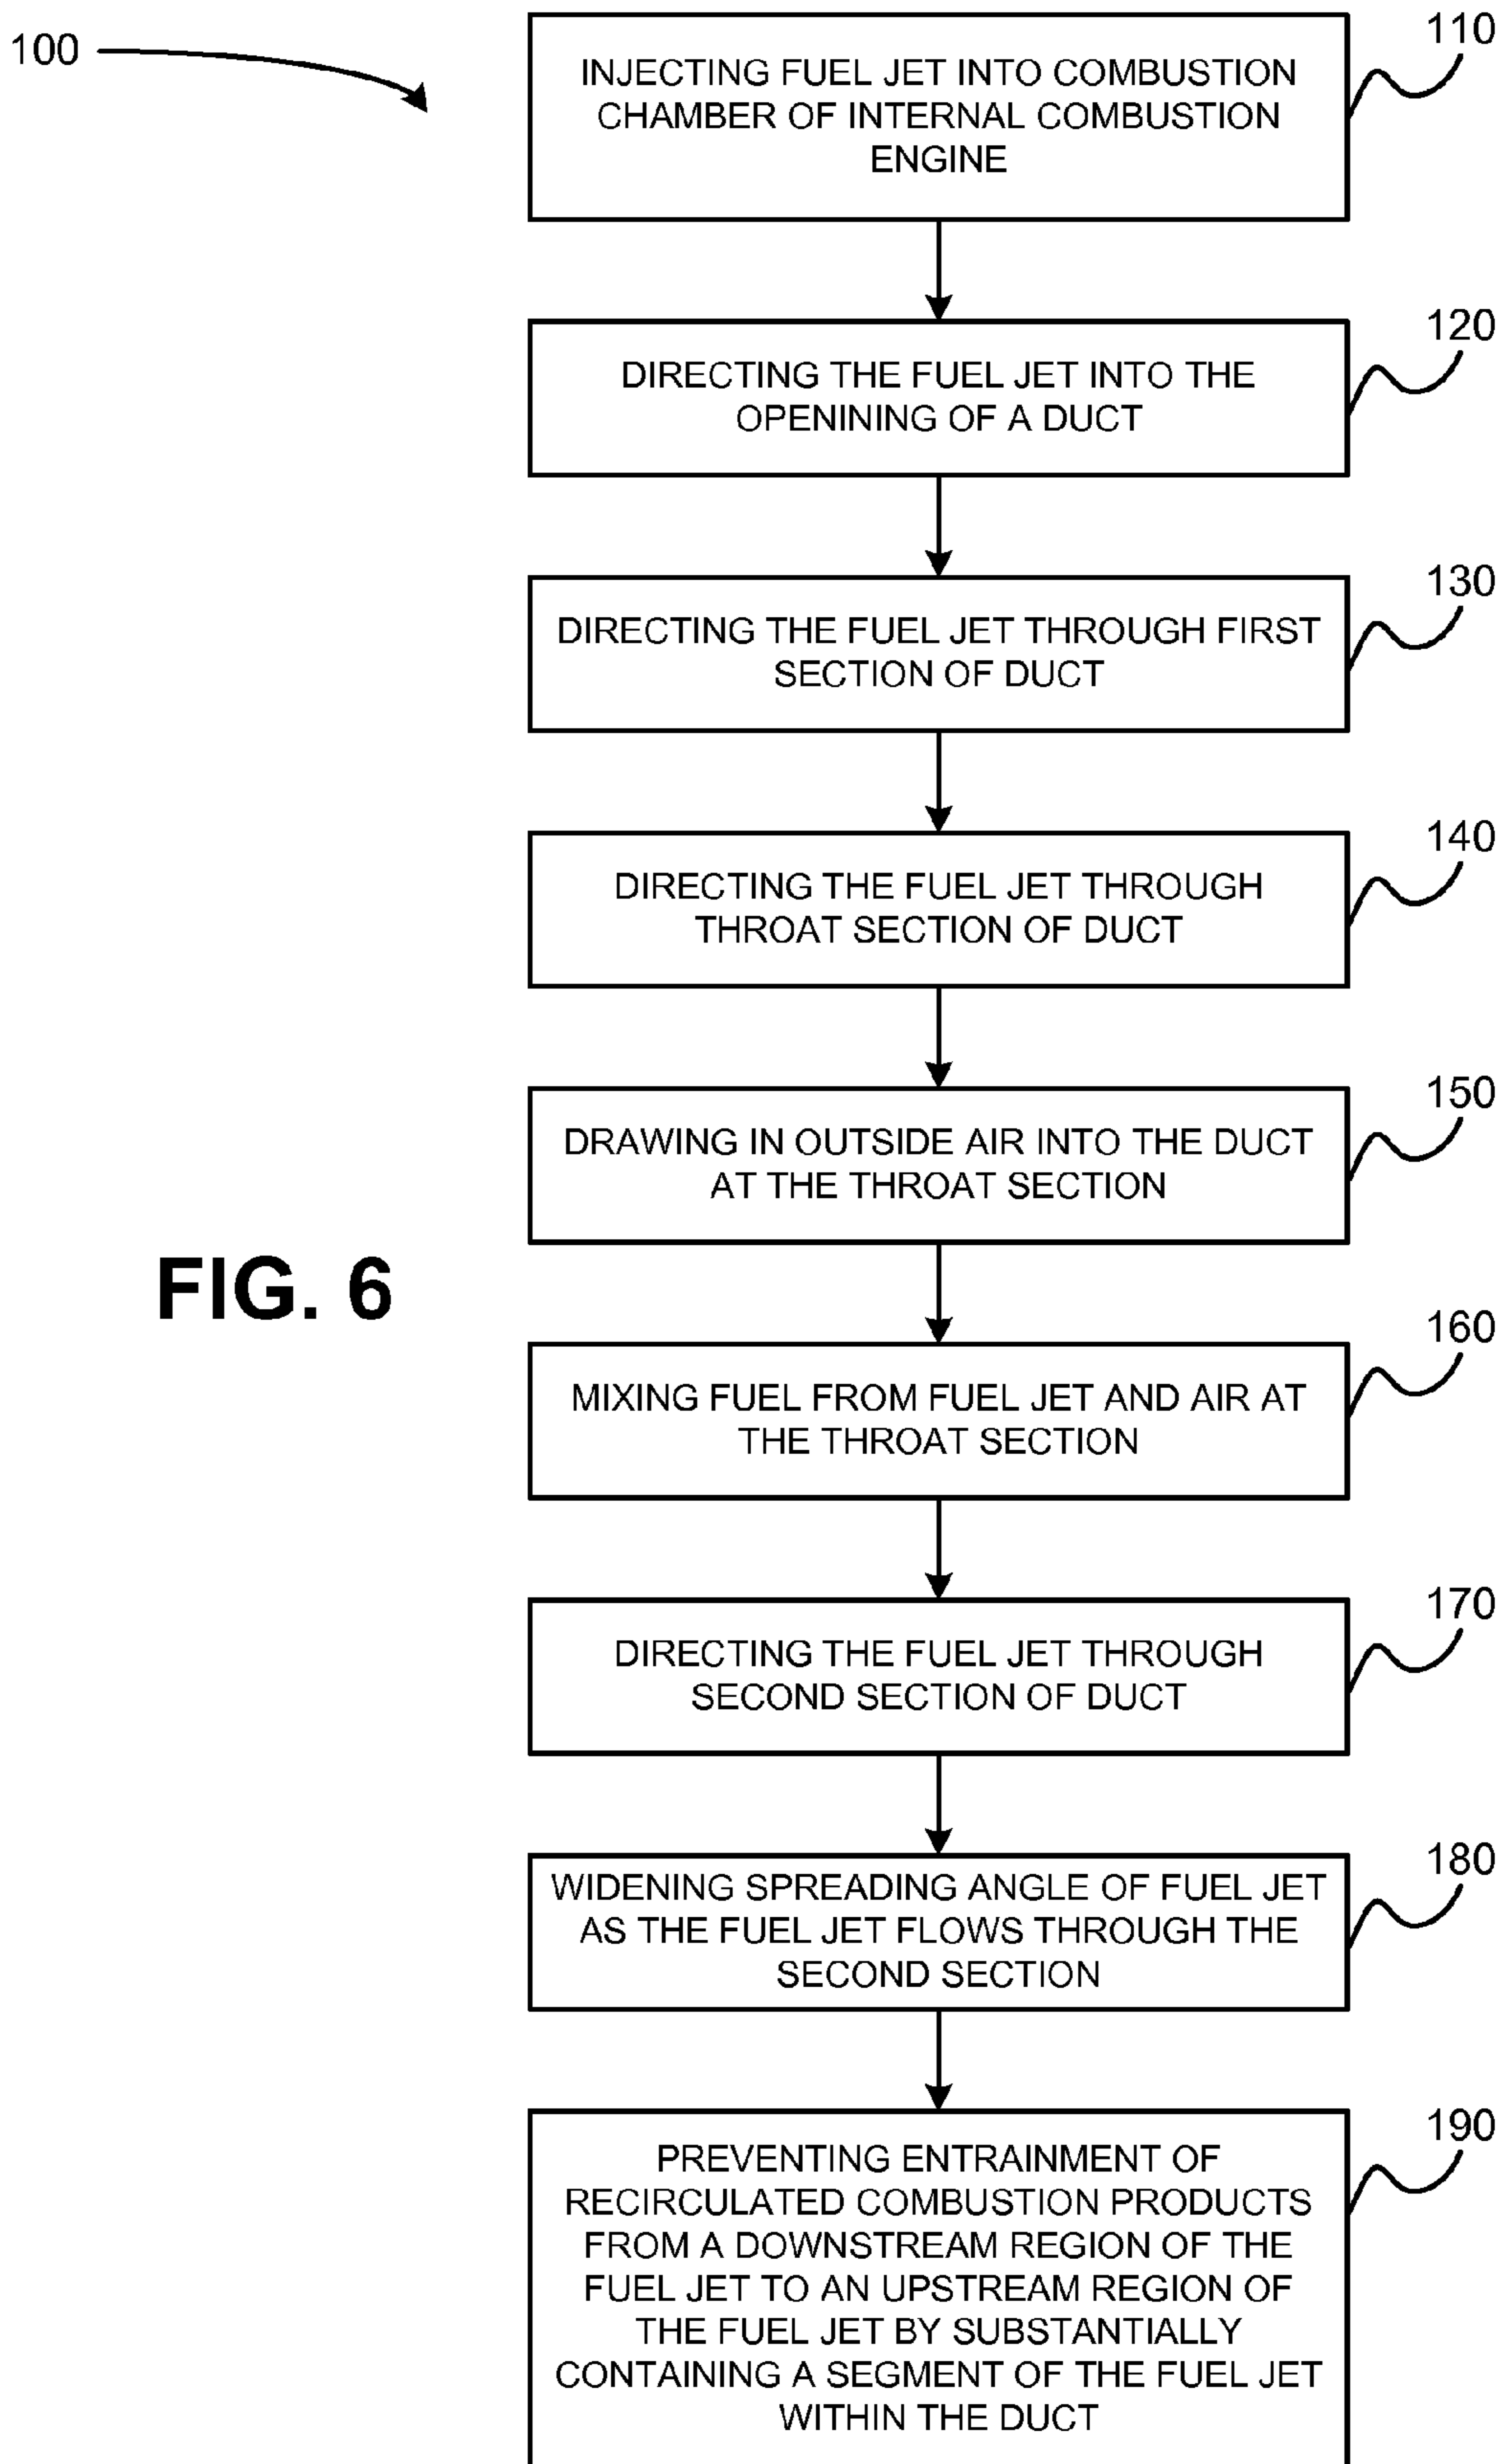 100
110
INJECTING FUEL JET INTO COMBUSTION
CHAMBER OF INTERNAL COMBUSTION
ENGINE
120
DIRECTING THE FUEL JET INTO THE
OPENINING OF A DUCT
130
DIRECTING THE FUEL JET THROUGH FIRST
SECTION OF DUCT
140
DIRECTING THE FUEL JET THROUGH
THROAT SECTION OF DUCT
150
DRAWING IN OUTSIDE AIR INTO THE DUCT
AT THE THROAT SECTION
FIG. 6
160
MIXING FUEL FROM FUEL JET AND AIR AT
THE THROAT SECTION
170
DIRECTING THE FUEL JET THROUGH
SECOND SECTION OF DUCT
180
WIDENING SPREADING ANGLE OF FUEL JET
AS THE FUEL JET FLOWS THROUGH THE
SECOND SECTION
190
PREVENTING ENTRAINMENT OF
RECIRCULATED COMBUSTION PRODUCTS
FROM A DOWNSTREAM REGION OF THE
FUEL JET TO AN UPSTREAM REGION OF
THE FUEL JET BY SUBSTANTIALLY
CONTAINING A SEGMENT OF THE FUEL JET
WITHIN THE DUCT